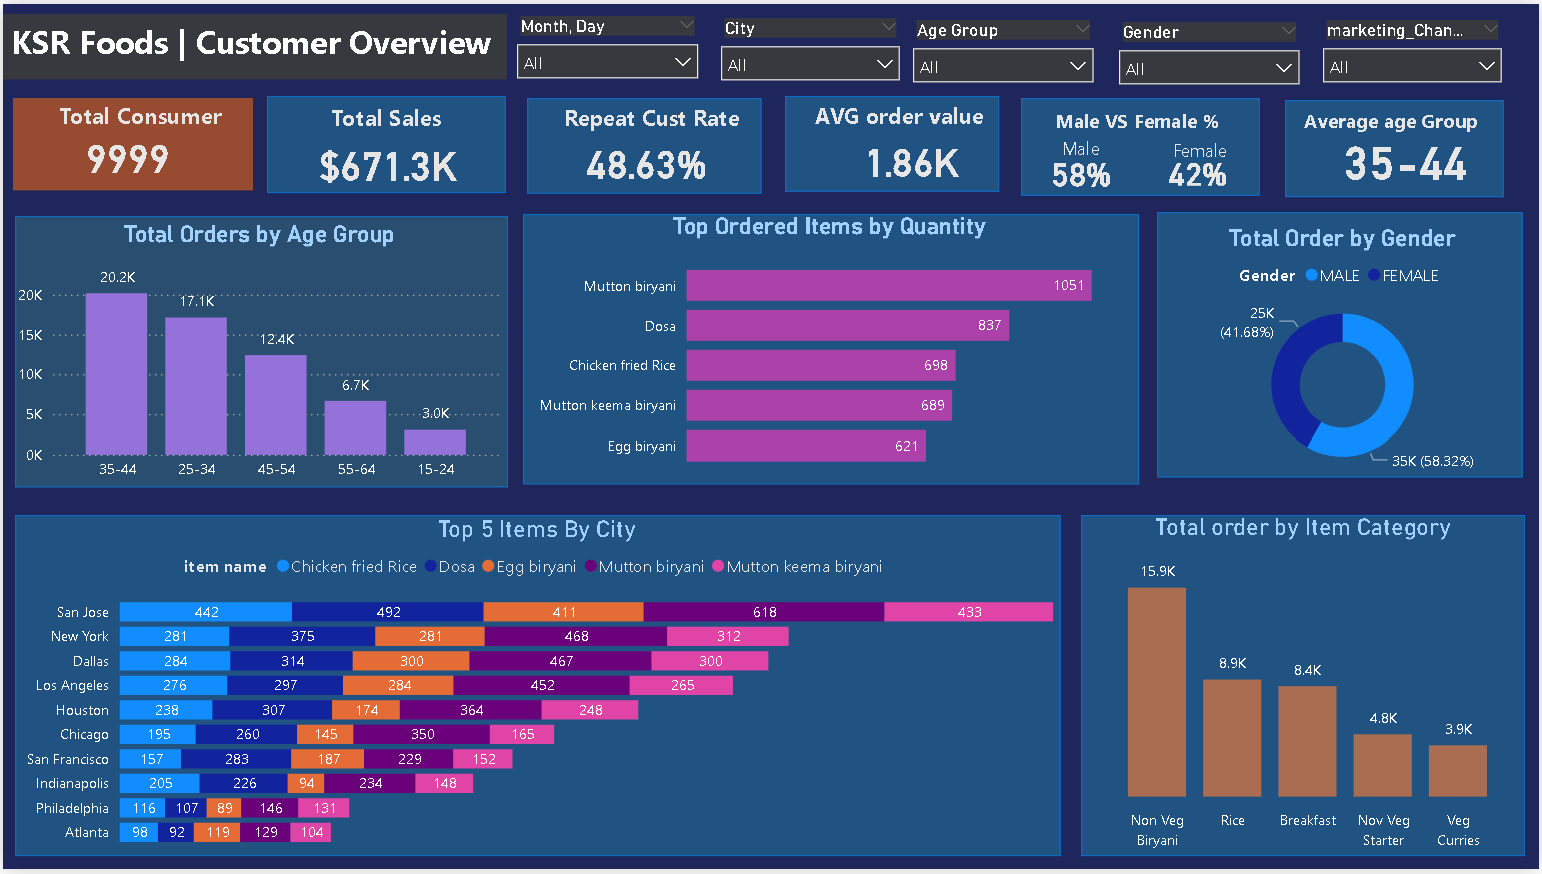 KSR Foods | Customer Overview
Month, Day
All
City
All
Age Group
All
Gender
All
marketing_Chan...
All
Total Consumer
9999
Total Sales
$671.3K
Repeat Cust Rate
48.63%
AVG order value
1.86K
Male VS Female %
Male Female
58% 42%
Average age Group
35-44
Total Orders by Age Group
20K
15K
10K
5K
0K
20.2K
17.1K
12.4K
6.7K
3.0K
35-44 25-34 45-54 55-64 15-24
Top Ordered Items by Quantity
Mutton biryani 1051
Dosa 837
Chicken fried Rice 698
Mutton keema biryani 689
Egg biryani 621
Total Order by Gender
Gender MALE FEMALE
25K
(41.68%)
35K (58.32%)
Top 5 Items By City
item name Chicken fried Rice Dosa Egg biryani Mutton biryani Mutton keema biryani
San Jose 442 492 411 618 433
New York 281 375 281 468 312
Dallas 284 314 300 467 300
Los Angeles 276 297 284 452 265
Houston 238 307 174 364 248
Chicago 195 260 145 350 165
San Francisco 157 283 187 229 152
Indianapolis 205 226 94 234 148
Philadelphia 116 107 89 146 131
Atlanta 98 92 119 129 104
Total order by Item Category
15.9K
8.9K
8.4K
4.8K
3.9K
Non Veg Rice Breakfast Nov Veg Veg
Biryani Starter Curries